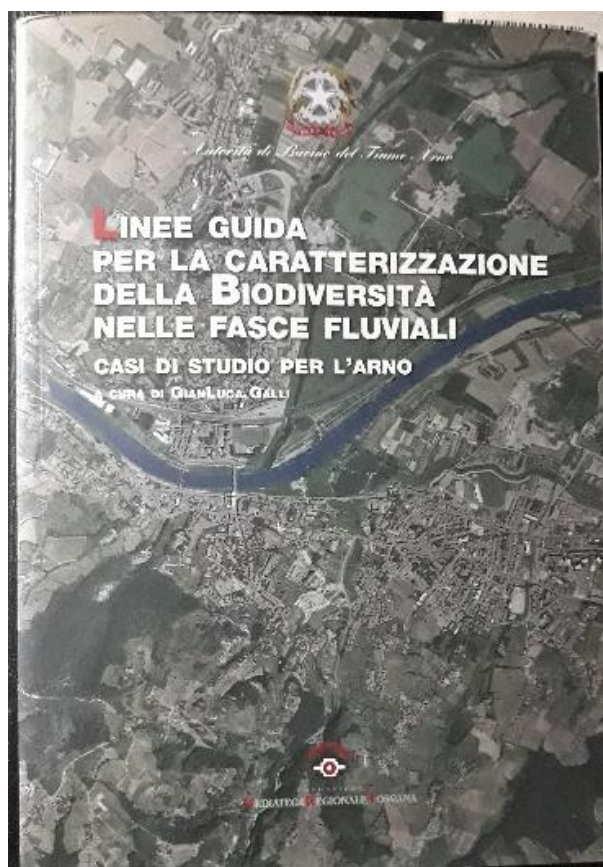 Autorità di Bacino del Fiume Arno
LINEE GUIDA
PER LA CARATTERIZZAZIONE
DELLA BIODIVERSITÀ
NELLE FASCE FLUVIALI
CASI DI STUDIO PER L'ARNO
A CURA DI GIANLUCA GALLI
MEDIATECA REGIONALE TOSCANA